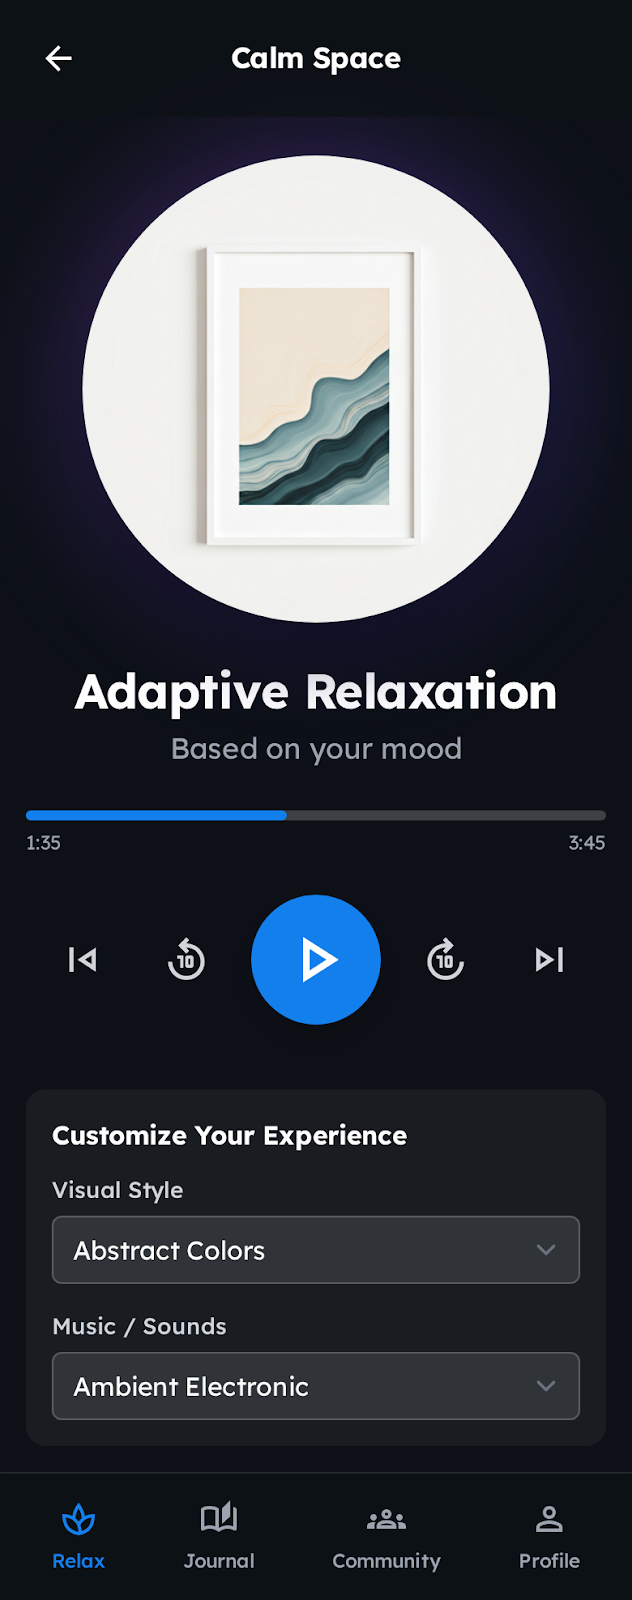 Calm Space
Adaptive Relaxation
Based on your mood
1:35
3:45
10
10
Customize Your Experience
Visual Style
Abstract Colors
Music / Sounds
Ambient Electronic
Relax
Journal
Community
Profile